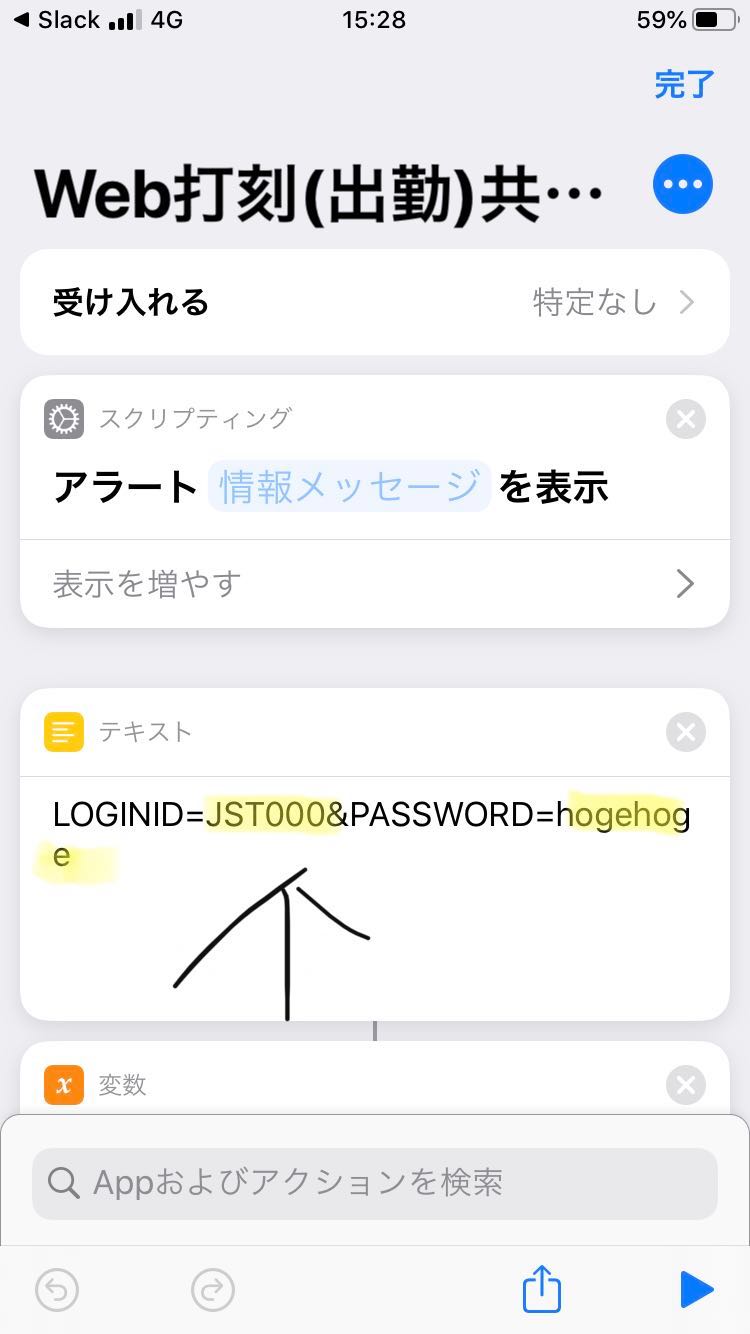 Slack 4G 15:28 59%
完了
Web打刻(出勤)共…
受け入れる 特定なし
スクリプティング
アラート 情報メッセージ を表示
表示を増やす
テキスト
LOGINID=JST000&PASSWORD=hogehog
e
x 変数
Appおよびアクションを検索